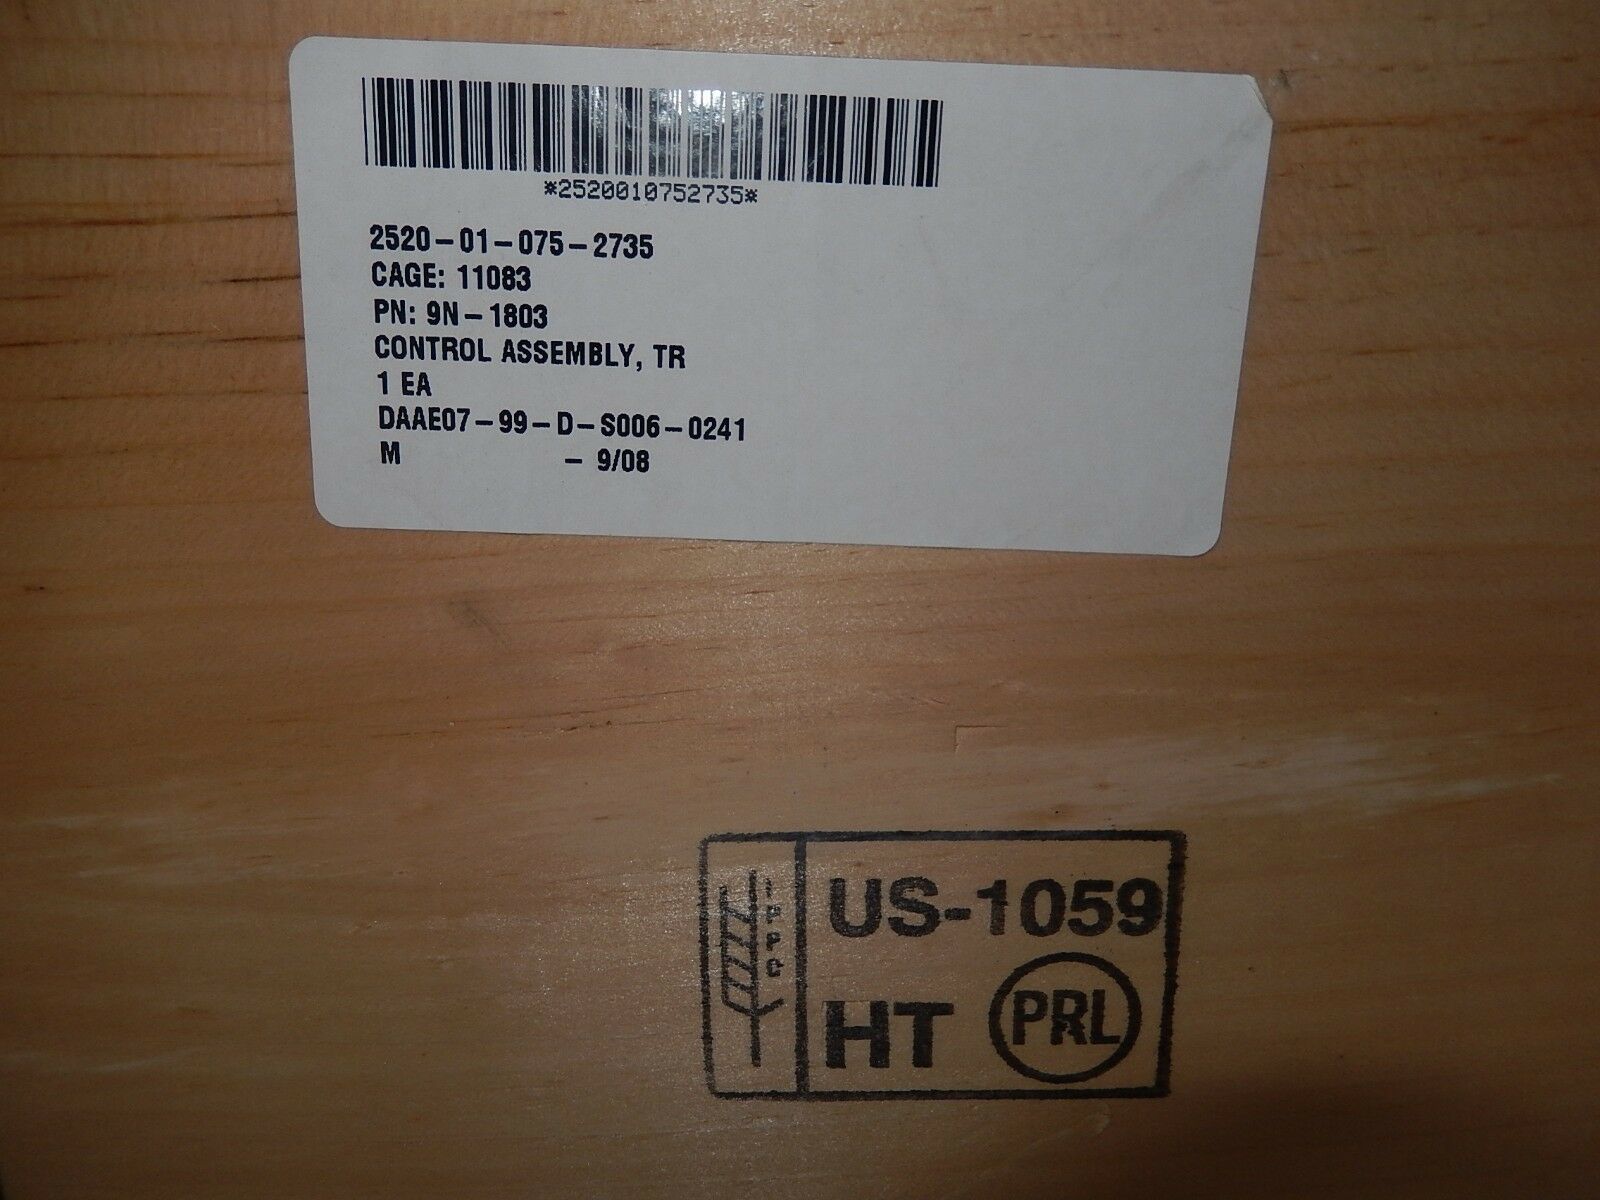 *2520010752735*
2520-01-075-2735
CAGE: 11083
PN: 9N-1803
CONTROL ASSEMBLY, TR
1 EA
DAAE07-99-D-S006-0241
M - 9/08
IPPC
US-1059
HT PRL